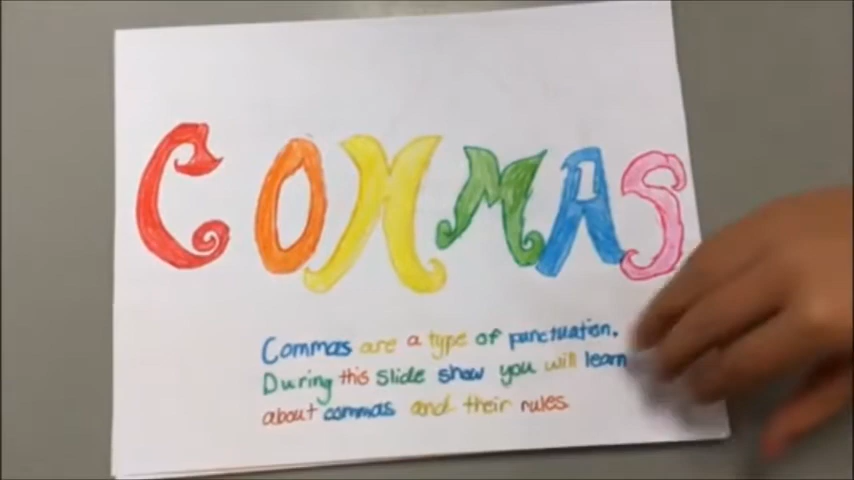 COMMAS
Commas are a type of punctuation.
During this slide show you will learn
about commas and their rules.